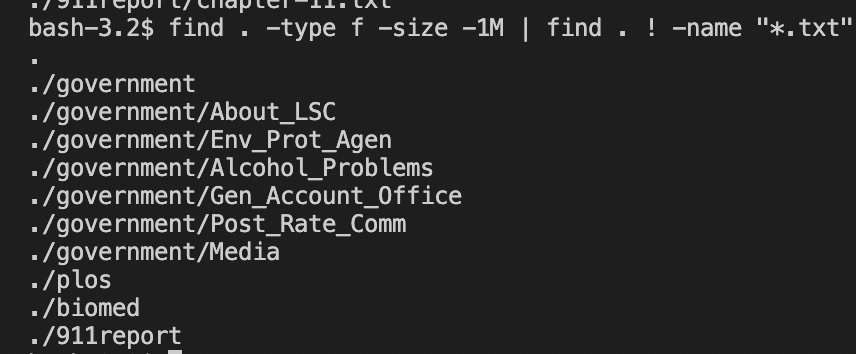 ./911report/chapter-11.txt
bash-3.2$ find . -type f -size -1M | find . ! -name "*.txt"
.
./government
./government/About_LSC
./government/Env_Prot_Agen
./government/Alcohol_Problems
./government/Gen_Account_Office
./government/Post_Rate_Comm
./government/Media
./plos
./biomed
./911report